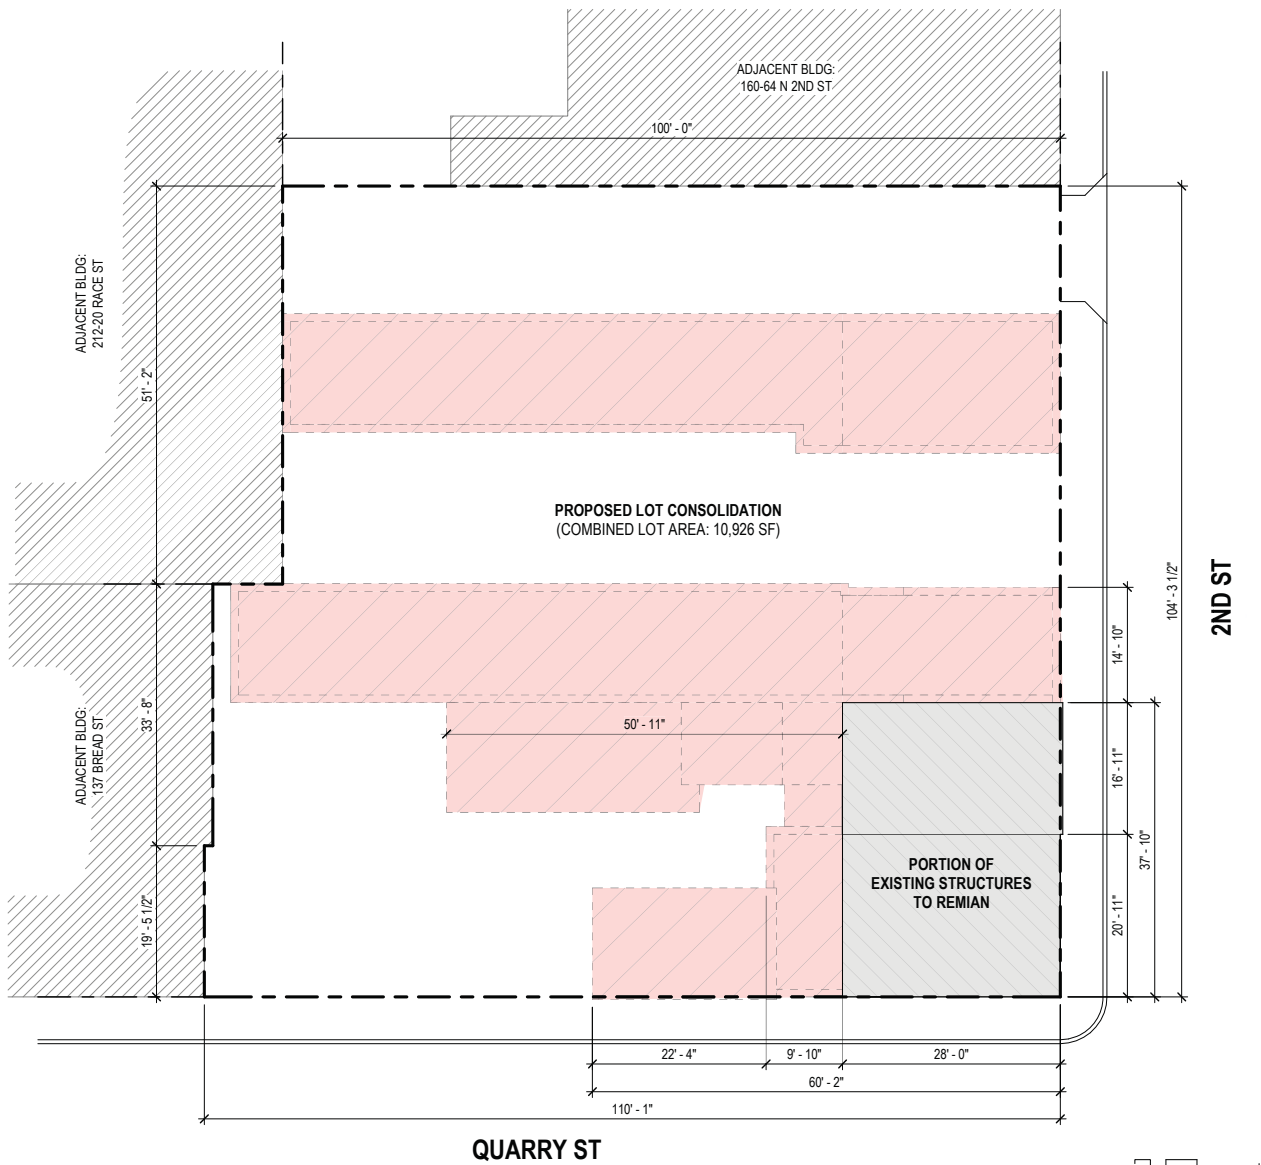 ADJACENT BLDG:
160-64 N 2ND ST
100' - 0"
ADJACENT BLDG:
212-20 RACE ST
51' - 2"
PROPOSED LOT CONSOLIDATION
(COMBINED LOT AREA: 10,926 SF)
104' - 3 1/2"
2ND ST
14' - 10"
33' - 8"
ADJACENT BLDG:
137 BREAD ST
50' - 11"
16' - 11"
37' - 10"
PORTION OF
EXISTING STRUCTURES
TO REMIAN
20' - 11"
19' - 5 1/2"
22' - 4"
9' - 10"
28' - 0"
60' - 2"
110' - 1"
QUARRY ST